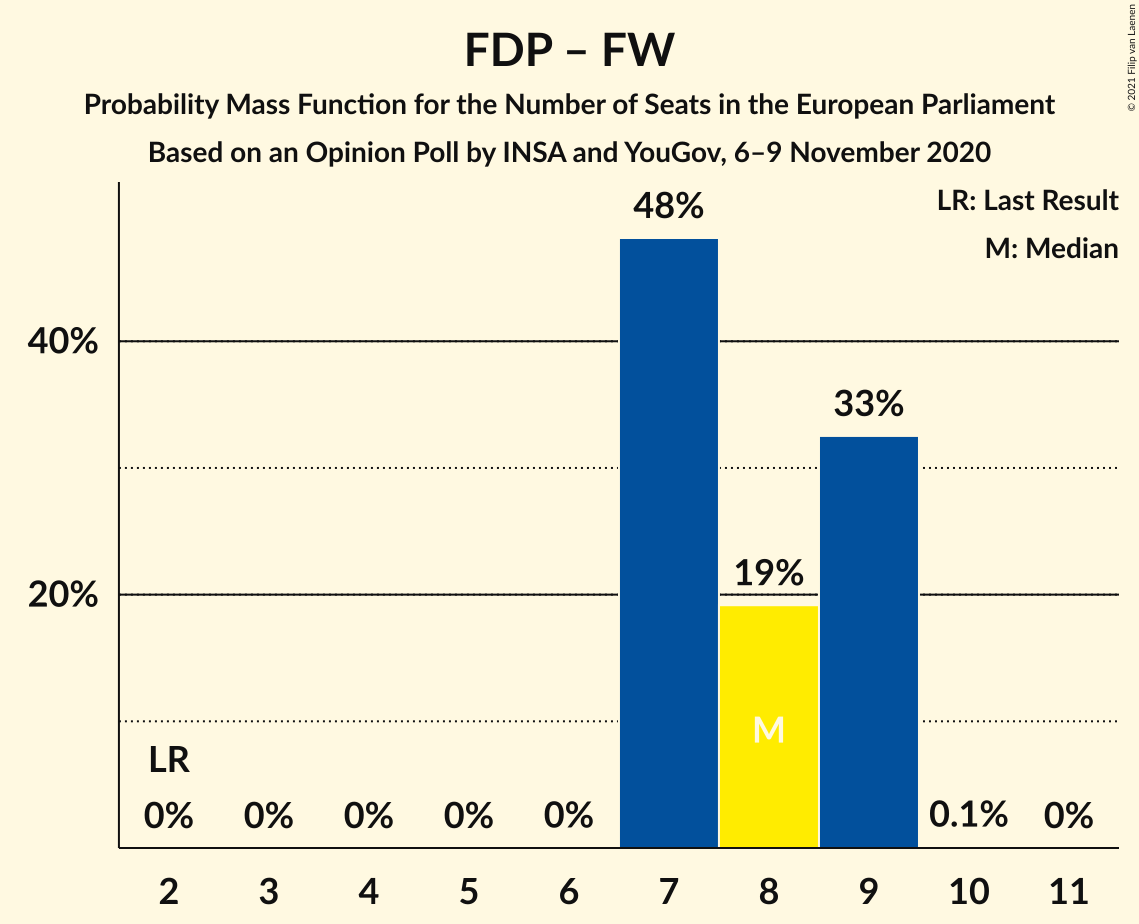 FDP – FW
Probability Mass Function for the Number of Seats in the European Parliament
Based on an Opinion Poll by INSA and YouGov, 6–9 November 2020
© 2021 Filip van Laenen
LR: Last Result
M: Median
48%
40%
33%
19%
20%
M
LR
0% 0% 0% 0% 0% 0.1% 0%
2 3 4 5 6 7 8 9 10 11